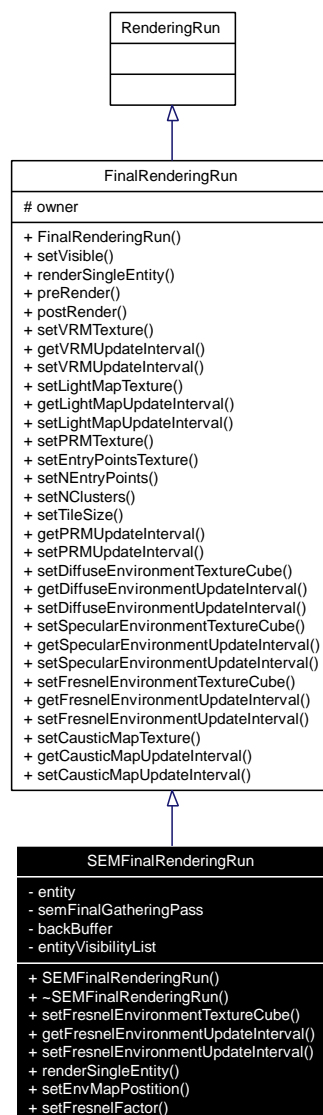 RenderingRun
FinalRenderingRun
# owner
+ FinalRenderingRun()
+ setVisible()
+ renderSingleEntity()
+ preRender()
+ postRender()
+ setVRMTexture()
+ getVRMUpdateInterval()
+ setVRMUpdateInterval()
+ setLightMapTexture()
+ getLightMapUpdateInterval()
+ setLightMapUpdateInterval()
+ setPRMTexture()
+ setEntryPointsTexture()
+ setNEntryPoints()
+ setNClusters()
+ setTileSize()
+ getPRMUpdateInterval()
+ setPRMUpdateInterval()
+ setDiffuseEnvironmentTextureCube()
+ getDiffuseEnvironmentUpdateInterval()
+ setDiffuseEnvironmentUpdateInterval()
+ setSpecularEnvironmentTextureCube()
+ getSpecularEnvironmentUpdateInterval()
+ setSpecularEnvironmentUpdateInterval()
+ setFresnelEnvironmentTextureCube()
+ getFresnelEnvironmentUpdateInterval()
+ setFresnelEnvironmentUpdateInterval()
+ setCausticMapTexture()
+ getCausticMapUpdateInterval()
+ setCausticMapUpdateInterval()
SEMFinalRenderingRun
- entity
- semFinalGatheringPass
- backBuffer
- entityVisibilityList
+ SEMFinalRenderingRun()
+ ~SEMFinalRenderingRun()
+ setFresnelEnvironmentTextureCube()
+ getFresnelEnvironmentUpdateInterval()
+ setFresnelEnvironmentUpdateInterval()
+ renderSingleEntity()
+ setEnvMapPostition()
+ setFresnelFactor()